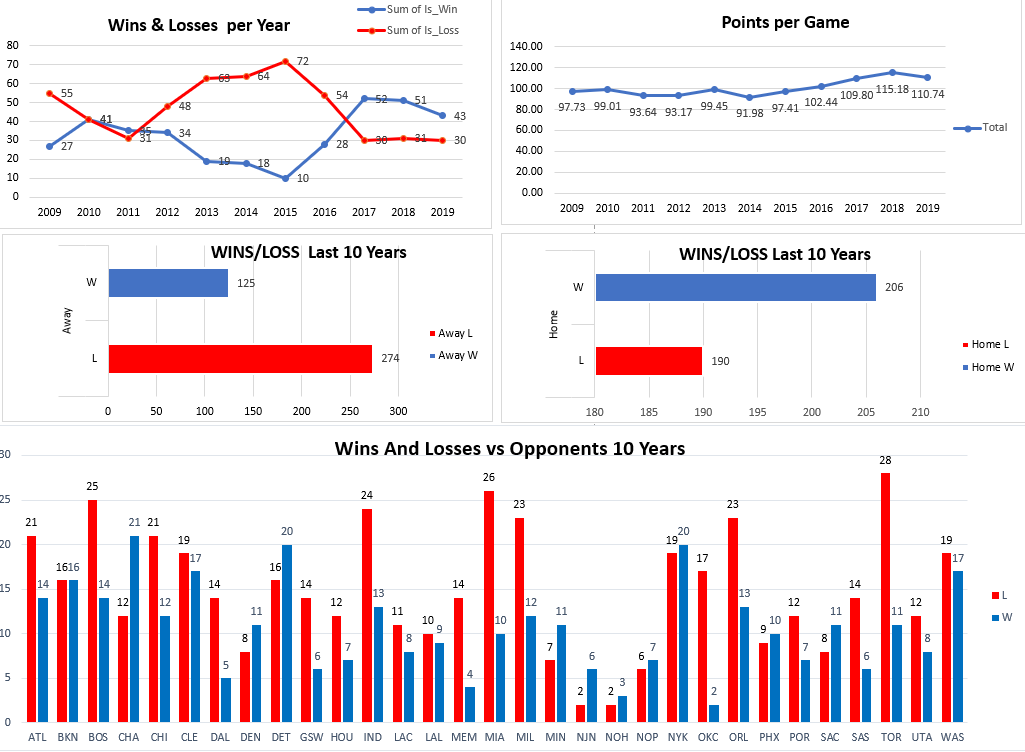 Wins & Losses  per Year
Sum of Is_Win
Sum of Is_Loss
80
70
60
50
40
30
20
10
0
55 41 31 48 63 64 72 54 30 31 30
27 41 35 34 19 18 10 28 52 51 43
2009 2010 2011 2012 2013 2014 2015 2016 2017 2018 2019
Points per Game
140.00
120.00
100.00
80.00
60.00
40.00
20.00
0.00
97.73 99.01 93.64 93.17 99.45 91.98 97.41 102.44 109.80 115.18 110.74
Total
2009 2010 2011 2012 2013 2014 2015 2016 2017 2018 2019
WINS/LOSS  Last 10 Years
Away
W 125
L 274
Away L
Away W
0 50 100 150 200 250 300
WINS/LOSS Last 10 Years
Home
W 206
L 190
Home L
Home W
180 185 190 195 200 205 210
Wins And Losses vs Opponents 10 Years
30
25
20
15
10
5
0
21 14 16 16 25 14 12 21 21 12 19 17 14 5 8 11 16 20 14 6 12 7 24 13 11 8 10 9 14 4 26 10 23 12 7 11 2 6 2 3 6 7 19 20 17 2 23 13 9 10 12 7 8 11 14 6 28 11 12 8 19 17
ATL BKN BOS CHA CHI CLE DAL DEN DET GSW HOU IND LAC LAL MEM MIA MIL MIN NJN NOH NOP NYK OKC ORL PHX POR SAC SAS TOR UTA WAS
L
W